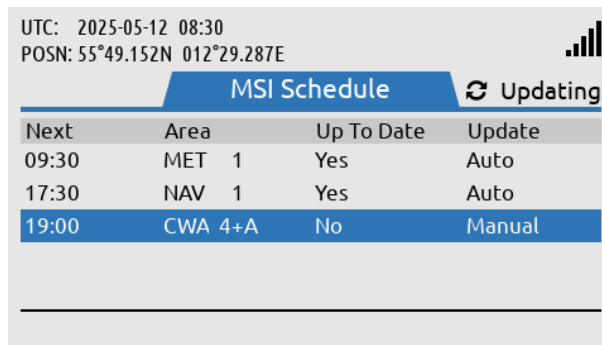 UTC: 2025-05-12 08:30
POSN: 55°49.152N 012°29.287E
MSI Schedule Updating
Next Area Up To Date Update
09:30 MET 1 Yes Auto
17:30 NAV 1 Yes Auto
19:00 CWA 4+A No Manual